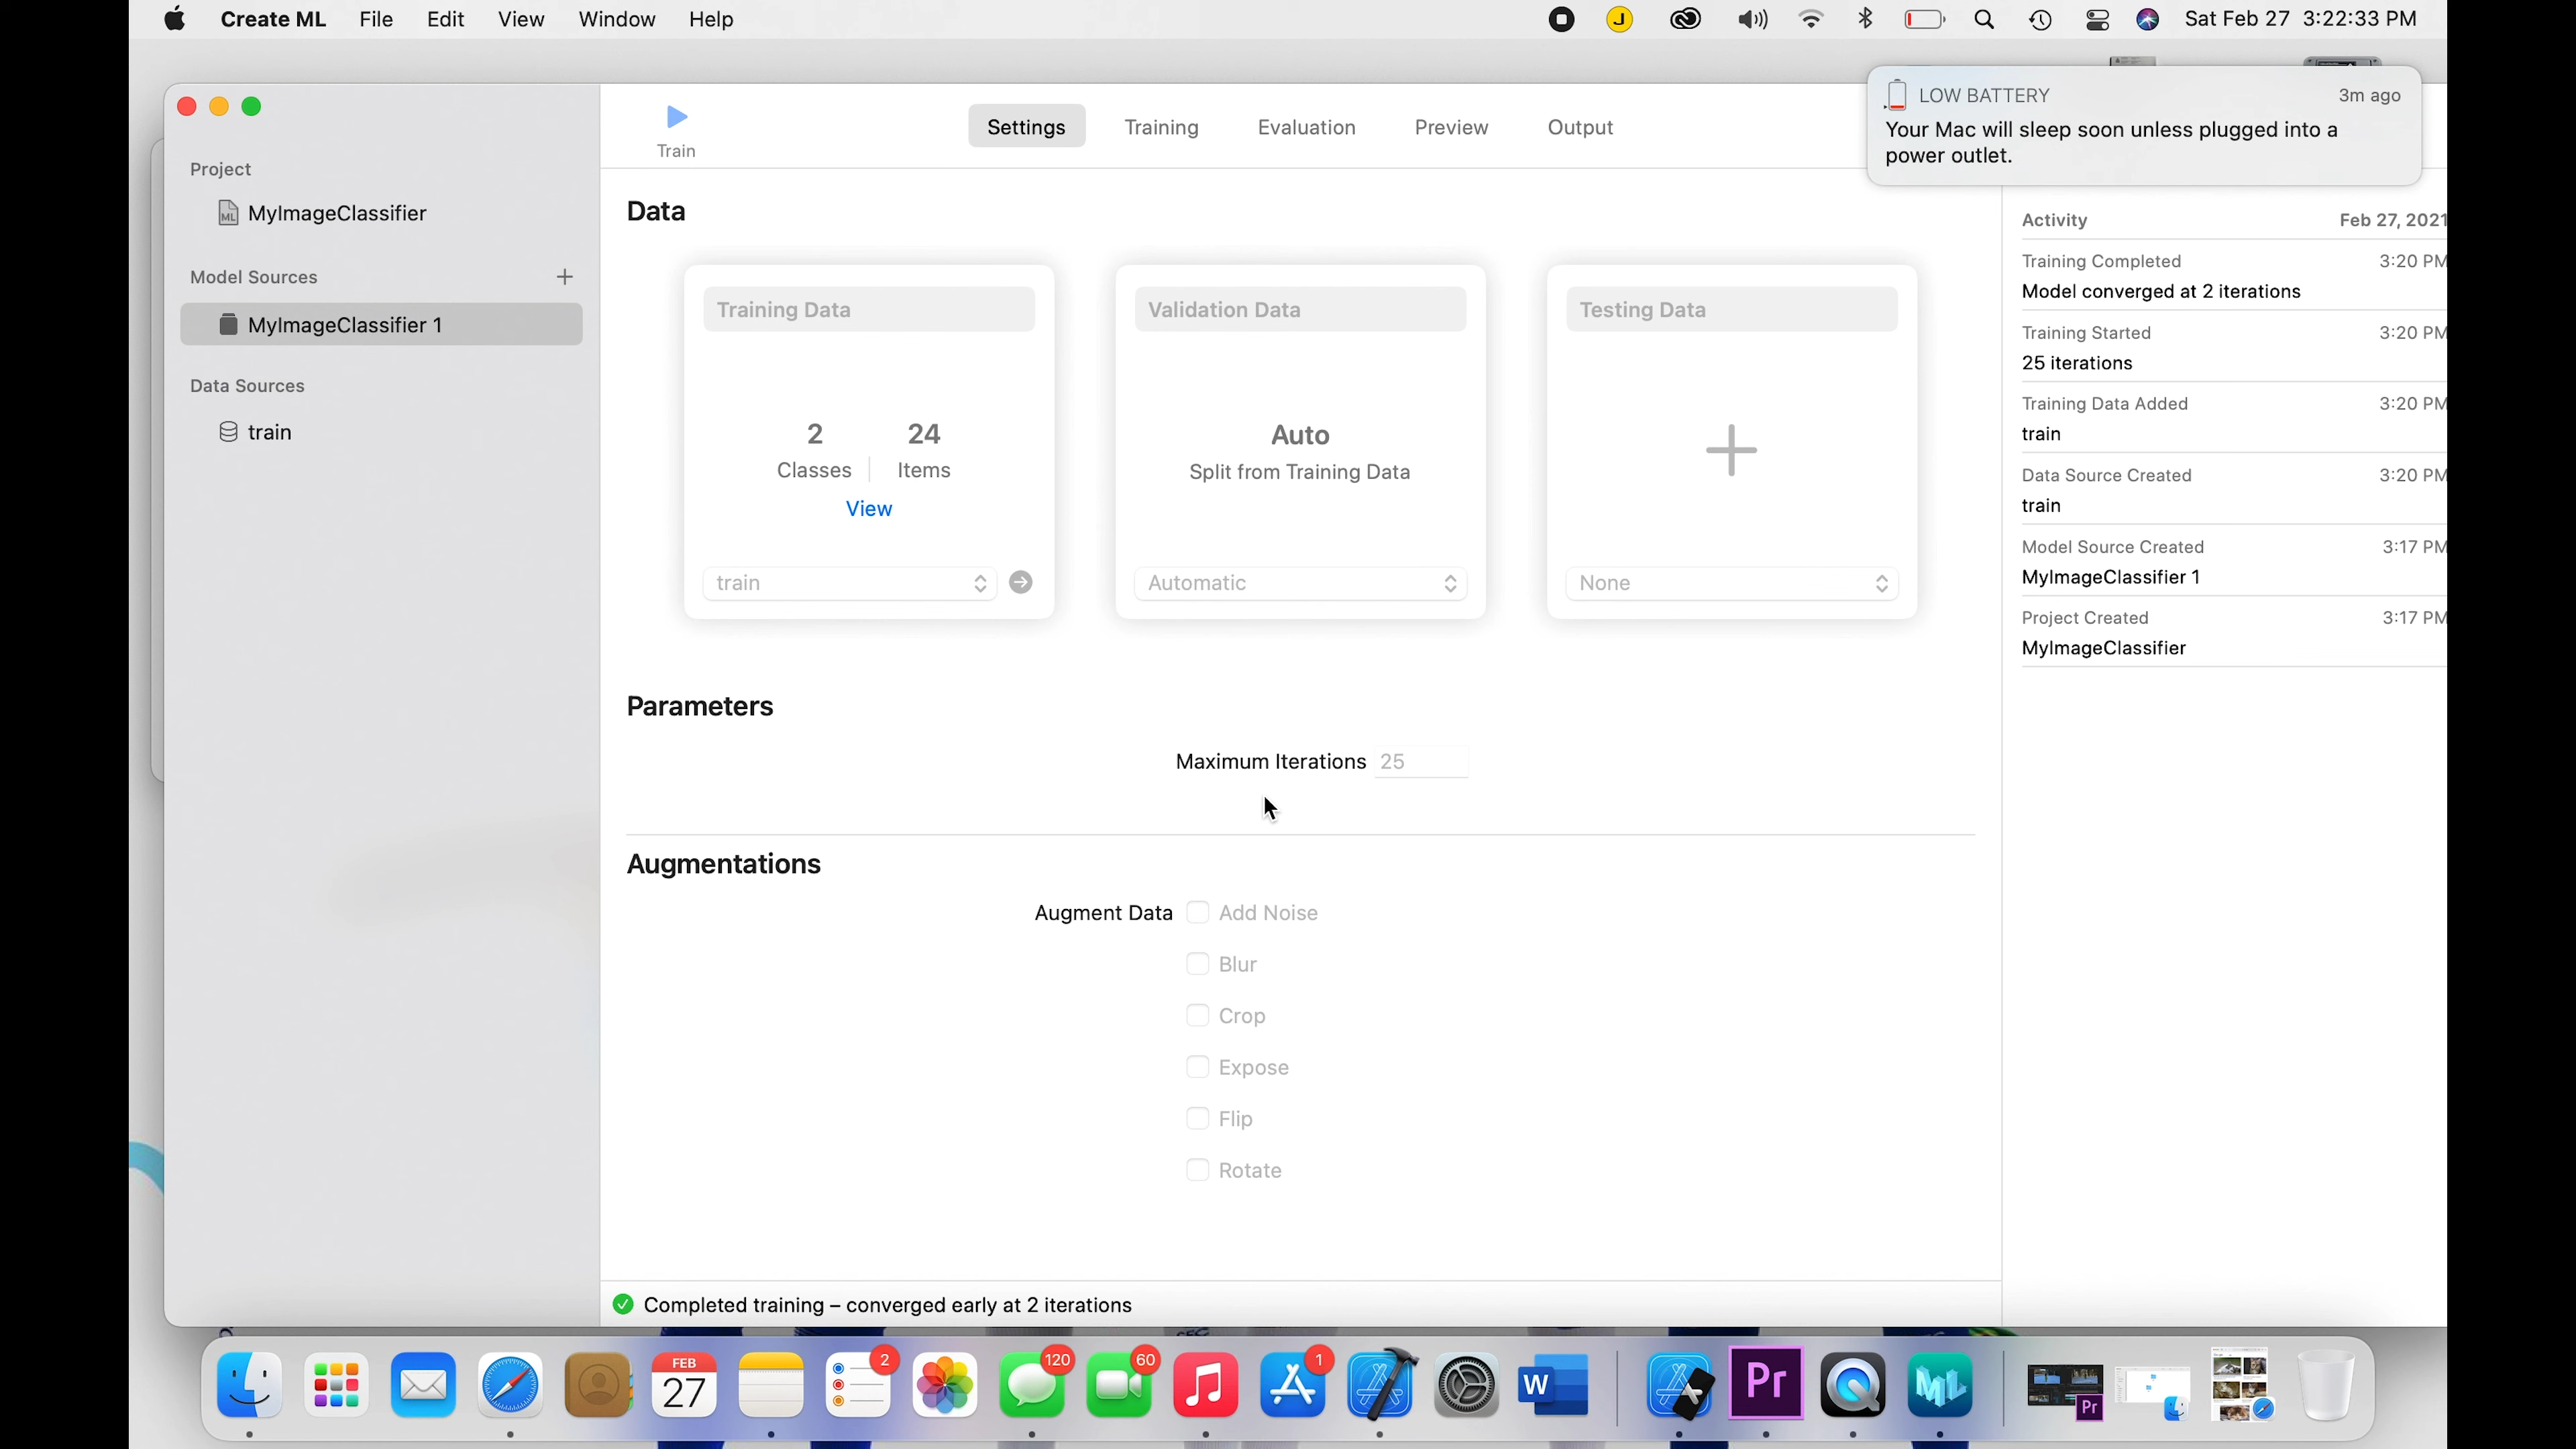 Create ML File Edit View Window Help
J Sat Feb 27 3:22:33 PM
LOW BATTERY 3m ago
Your Mac will sleep soon unless plugged into a
power outlet.
Project
ML MyImageClassifier
Model Sources +
MyImageClassifier 1
Data Sources
train
Train
Settings Training Evaluation Preview Output
Data
Training Data
2 24
Classes Items
View
train
Validation Data
Auto
Split from Training Data
Automatic
Testing Data
None
Parameters
Maximum Iterations 25
Augmentations
Augment Data Add Noise
Blur
Crop
Expose
Flip
Rotate
Completed training – converged early at 2 iterations
Activity Feb 27, 2021
Training Completed 3:20 PM
Model converged at 2 iterations
Training Started 3:20 PM
25 iterations
Training Data Added 3:20 PM
train
Data Source Created 3:20 PM
train
Model Source Created 3:17 PM
MyImageClassifier 1
Project Created 3:17 PM
MyImageClassifier
FEB
27
2
120
60
1
W
Pr
ML
Pr